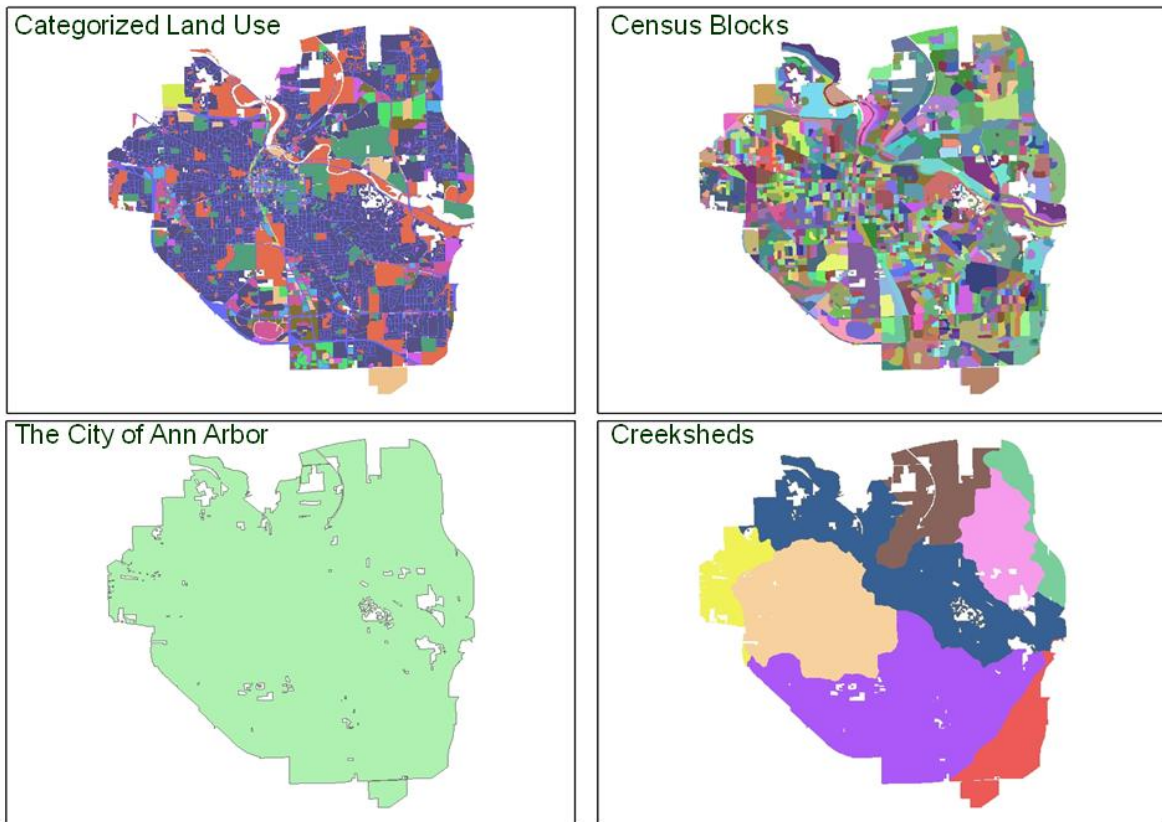 Categorized Land Use
Census Blocks
The City of Ann Arbor
Creeksheds